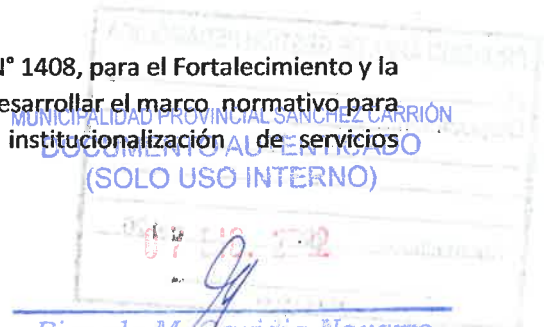 N° 1408, para el Fortalecimiento y la
desarrollar el marco normativo para
MUNICIPALIDAD PROVINCIAL SANCHEZ CARRIÓN
institucionalización de servicios
DOCUMENTO AUTENTICADO
(SOLO USO INTERNO)